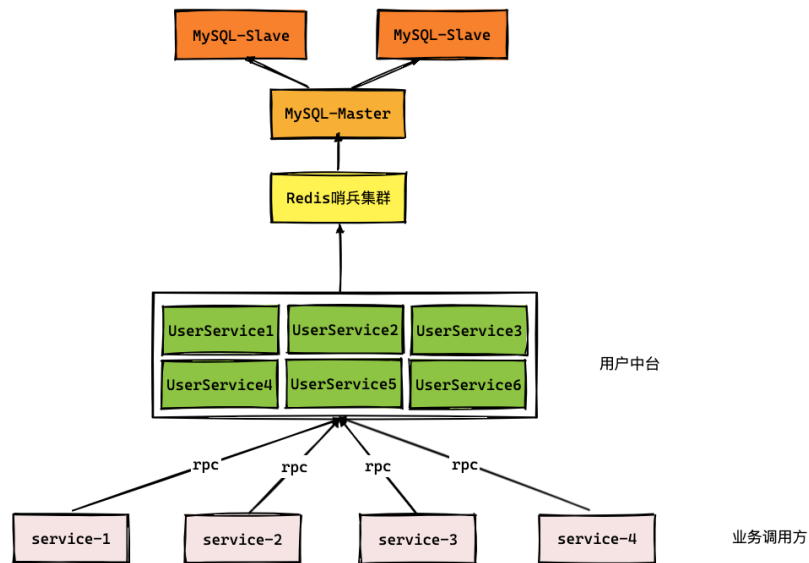 MySQL-Slave
MySQL-Slave
MySQL-Master
Redis哨兵集群
UserService1
UserService2
UserService3
UserService4
UserService5
UserService6
用户中台
rpc
rpc
rpc
rpc
service-1
service-2
service-3
service-4
业务调用方